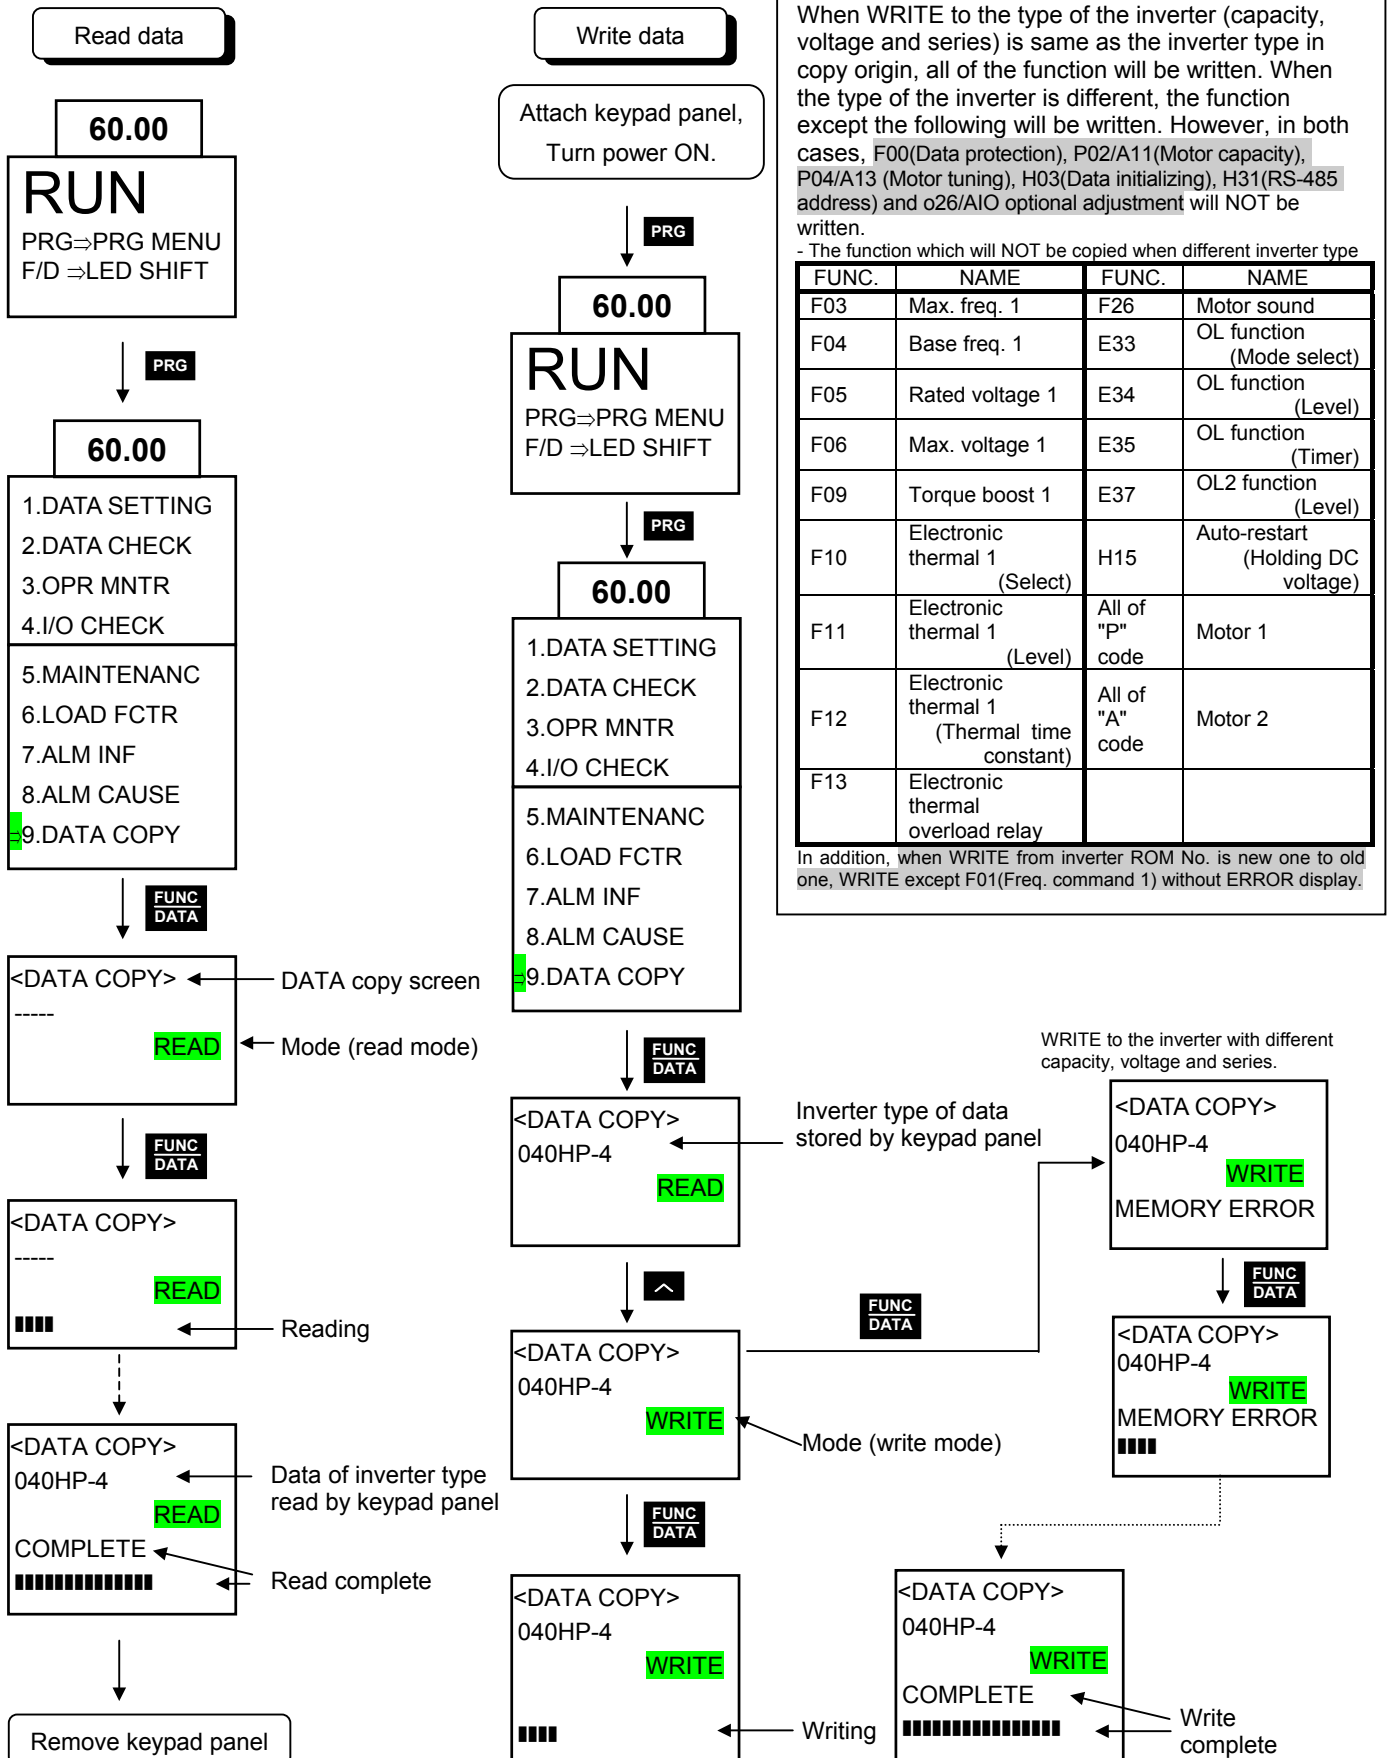 Read data
60.00
RUN
PRG⇒PRG MENU
F/D ⇒LED SHIFT
PRG
60.00
1.DATA SETTING
2.DATA CHECK
3.OPR MNTR
4.I/O CHECK
5.MAINTENANC
6.LOAD FCTR
7.ALM INF
8.ALM CAUSE
⇒9.DATA COPY
FUNC
DATA
<DATA COPY>
DATA copy screen
-----
READ
Mode (read mode)
FUNC
DATA
<DATA COPY>
-----
READ
Reading
<DATA COPY>
040HP-4
Data of inverter type
read by keypad panel
READ
COMPLETE
Read complete
Remove keypad panel
Write data
Attach keypad panel,
Turn power ON.
PRG
60.00
RUN
PRG⇒PRG MENU
F/D ⇒LED SHIFT
PRG
60.00
1.DATA SETTING
2.DATA CHECK
3.OPR MNTR
4.I/O CHECK
5.MAINTENANC
6.LOAD FCTR
7.ALM INF
8.ALM CAUSE
⇒9.DATA COPY
FUNC
DATA
<DATA COPY>
040HP-4
Inverter type of data
stored by keypad panel
READ
<DATA COPY>
040HP-4
WRITE
Mode (write mode)
FUNC
DATA
FUNC
DATA
<DATA COPY>
040HP-4
WRITE
Writing
When WRITE to the type of the inverter (capacity,
voltage and series) is same as the inverter type in
copy origin, all of the function will be written. When
the type of the inverter is different, the function
except the following will be written. However, in both
cases, F00(Data protection), P02/A11(Motor capacity),
P04/A13 (Motor tuning), H03(Data initializing), H31(RS-485
address) and o26/AIO optional adjustment will NOT be
written.
- The function which will NOT be copied when different inverter type
FUNC. NAME FUNC. NAME
F03 Max. freq. 1 F26 Motor sound
F04 Base freq. 1 E33 OL function
(Mode select)
F05 Rated voltage 1 E34 OL function
(Level)
F06 Max. voltage 1 E35 OL function
(Timer)
F09 Torque boost 1 E37 OL2 function
(Level)
F10 Electronic
thermal 1
(Select)
H15 Auto-restart
(Holding DC
voltage)
F11 Electronic
thermal 1
(Level)
All of
"P"
code
Motor 1
F12 Electronic
thermal 1
(Thermal time
constant)
All of
"A"
code
Motor 2
F13 Electronic
thermal
overload relay
In addition, when WRITE from inverter ROM No. is new one to old
one, WRITE except F01(Freq. command 1) without ERROR display.
WRITE to the inverter with different
capacity, voltage and series.
<DATA COPY>
040HP-4
WRITE
MEMORY ERROR
FUNC
DATA
<DATA COPY>
040HP-4
WRITE
MEMORY ERROR
<DATA COPY>
040HP-4
WRITE
COMPLETE
Write
complete